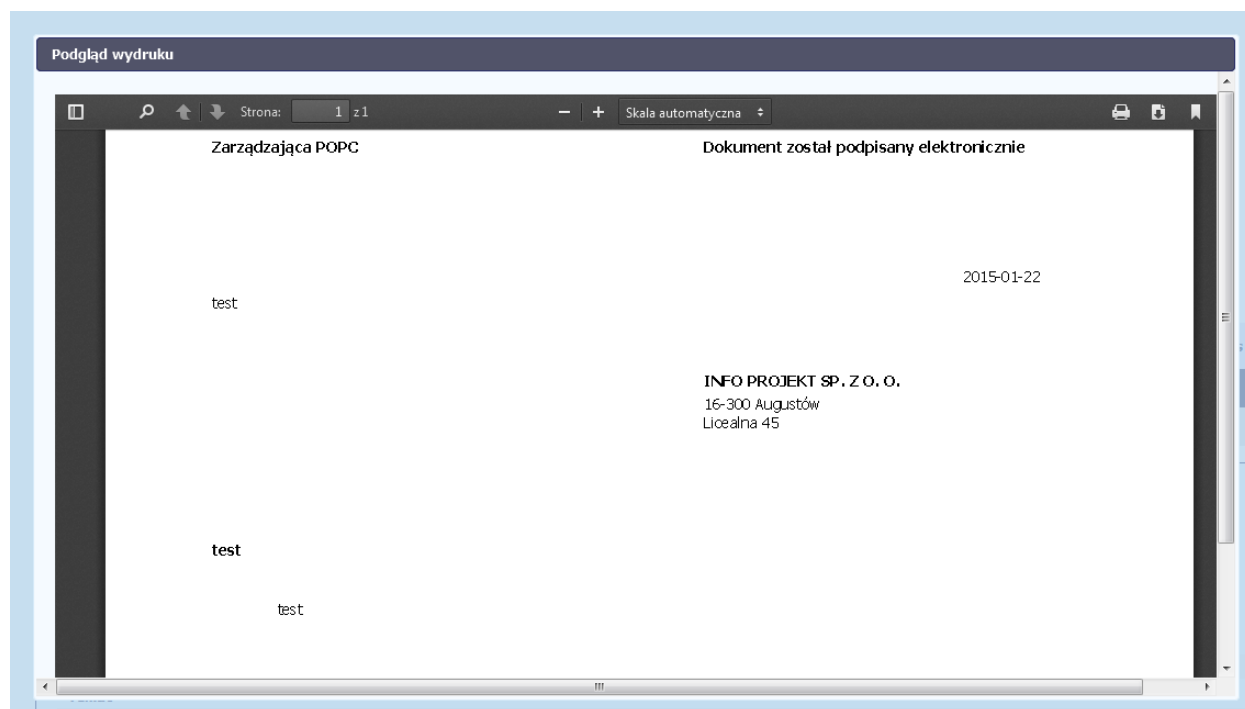 Podgląd wydruku
Strona: 1 z 1 Skala automatyczna
Zarządzająca POPC Dokument został podpisany elektronicznie
2015-01-22
test
INFO PROJEKT SP. Z O. O.
16-300 Augustów
Licealna 45
test
test